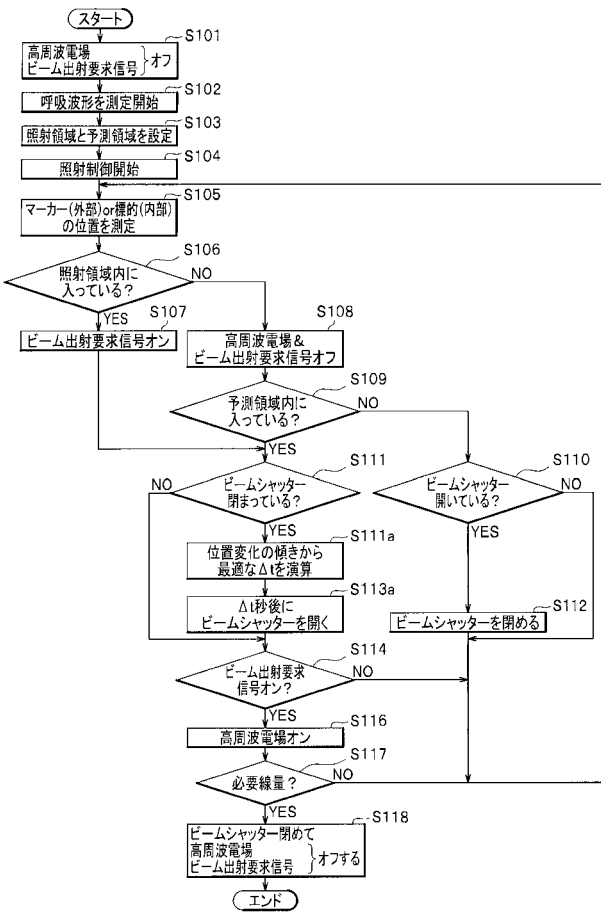 スタート
S101
高周波電場
ビーム出射要求信号
オフ
S102
呼吸波形を測定開始
S103
照射領域と予測領域を設定
S104
照射制御開始
S105
マーカー(外部)or標的(内部)
の位置を測定
S106
照射領域内に
入っている?
NO
YES
S107
ビーム出射要求信号オン
S108
高周波電場&
ビーム出射要求信号オフ
S109
予測領域内に
入っている?
NO
YES
S111
ビームシャッター
閉まっている?
NO
YES
S110
ビームシャッター
開いている?
NO
YES
S111a
位置変化の傾きから
最適なΔtを演算
S113a
Δt秒後に
ビームシャッターを開く
S112
ビームシャッターを閉める
S114
ビーム出射要求
信号オン?
NO
YES
S116
高周波電場オン
S117
必要線量?
NO
YES
S118
ビームシャッター閉めて
高周波電場
ビーム出射要求信号
オフする
エンド